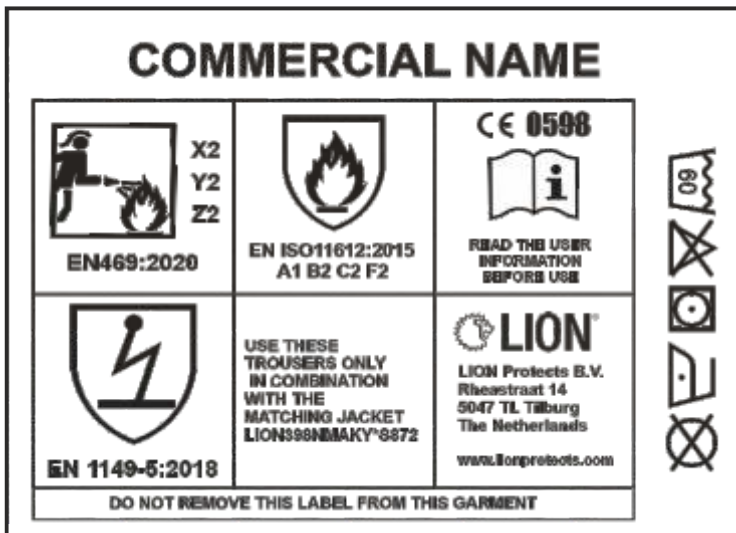 COMMERCIAL NAME
X2
Y2
Z2
EN469:2020
EN ISO11612:2015
A1 B2 C2 F2
CE 0598
i
READ THE USER
INFORMATION
BEFORE USE
EN 1149-5:2018
USE THESE
TROUSERS ONLY
IN COMBINATION
WITH THE
MATCHING JACKET
LION®
LION Protects B.V.
Rheastraat 14
5047 TL Tilburg
The Netherlands
www.lionprotects.com
60
DO NOT REMOVE THIS LABEL FROM THIS GARMENT